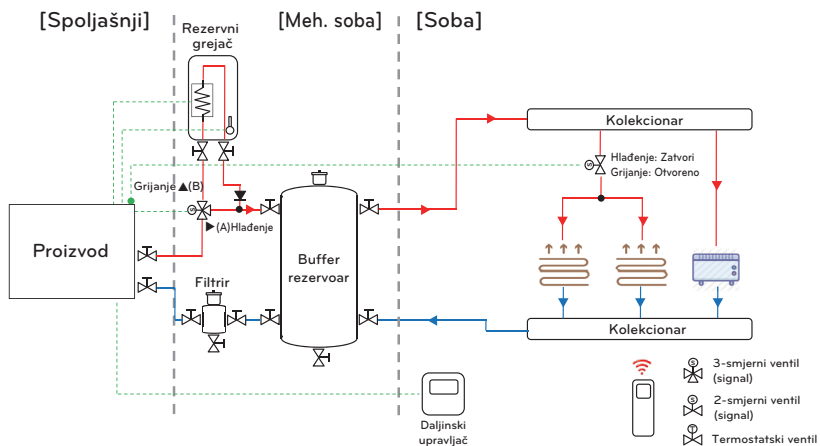 [Spoljašnji]
[Meh. soba]
[Soba]
Rezervni
grejač
Kolekcionar
S
Hlađenje: Zatvori
Grijanje: Otvoreno
Grijanje ▲(B)
S
▶(A)Hlađenje
Proizvod
Buffer
rezervoar
Filtrir
Kolekcionar
Daljinski
upravljač
S
3-smjerni ventil
(signal)
S
2-smjerni ventil
(signal)
T
Termostatski ventil